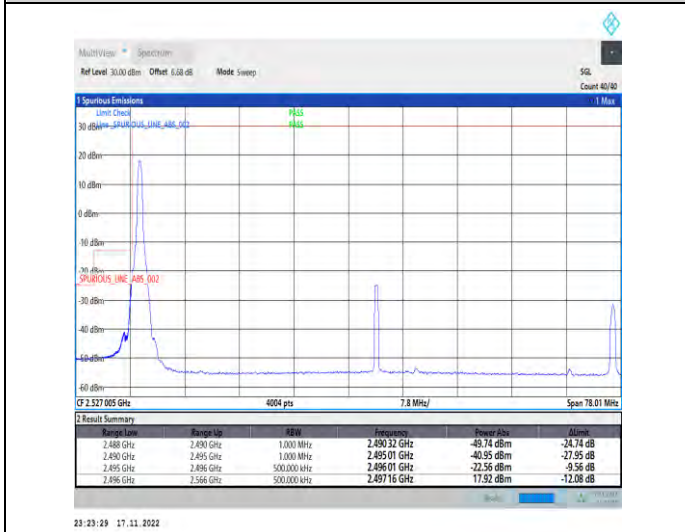 MultiView Spectrum
Ref Level 30.00 dBm Offset 6.68 dB Mode Sweep SGL
Count 40/40
1 Spurious Emissions 1 Max
Limit Check PASS
30 dBm Line _SPURIOUS_LINE_ABS_002 PASS
20 dBm
10 dBm
0 dBm
-10 dBm
-20 dBm
_SPURIOUS_LINE_ABS_002
-30 dBm
-40 dBm
-50 dBm
-60 dBm
CF 2.527 005 GHz 4004 pts 7.8 MHz/ Span 78.01 MHz
2 Result Summary
Range Low Range Up RBW Frequency Power Abs ΔLimit
2.488 GHz 2.490 GHz 1.000 MHz 2.490 32 GHz -49.74 dBm -24.74 dB
2.490 GHz 2.495 GHz 1.000 MHz 2.495 01 GHz -40.95 dBm -27.95 dB
2.495 GHz 2.496 GHz 500.000 kHz 2.496 01 GHz -22.56 dBm -9.56 dB
2.496 GHz 2.566 GHz 500.000 kHz 2.497 16 GHz 17.92 dBm -12.08 dB
23:23:29 17.11.2022